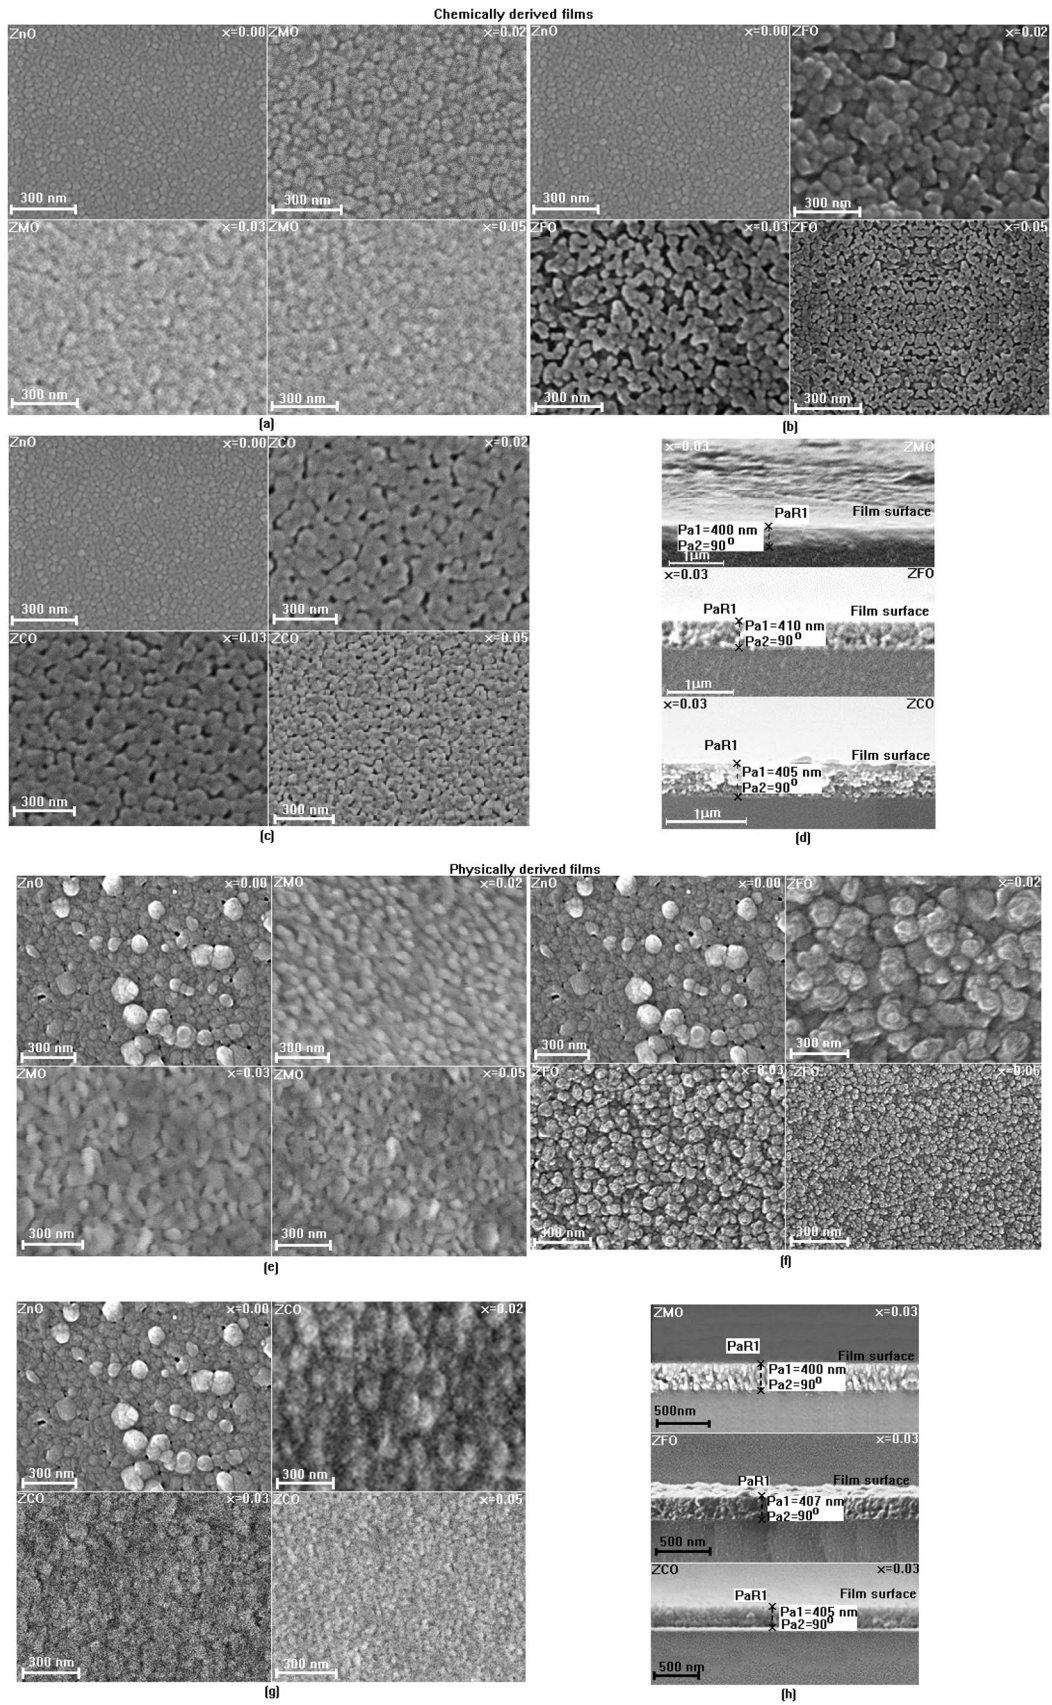 Chemically derived films
ZnO x=0.00 ZMO x=0.02 ZnO x=0.00 ZFO x=0.02
300 nm 300 nm 300 nm 300 nm
ZMO x=0.03 ZMO x=0.05 ZFO x=0.03 ZFO x=0.05
300 nm 300 nm 300 nm 300 nm
(a) (b)
ZnO x=0.00 ZCO x=0.02
300 nm 300 nm
ZCO x=0.03 ZCO x=0.05
300 nm 300 nm
(c)
x=0.03 ZMO
PaR1 Film surface
Pa1=400 nm
Pa2=90°
1µm
x=0.03 ZFO
PaR1 Film surface
Pa1=410 nm
Pa2=90°
1µm
x=0.03 ZCO
PaR1 Film surface
Pa1=405 nm
Pa2=90°
1µm
(d)
Physically derived films
ZnO x=0.00 ZMO x=0.02 ZnO x=0.00 ZFO x=0.02
300 nm 300 nm 300 nm 300 nm
ZMO x=0.03 ZMO x=0.05 ZFO x=0.03 ZFO x=0.05
300 nm 300 nm 300 nm 300 nm
(e) (f)
ZnO x=0.00 ZCO x=0.02
300 nm 300 nm
ZCO x=0.03 ZCO x=0.05
300 nm 300 nm
(g)
ZMO x=0.03
PaR1 Film surface
Pa1=400 nm
Pa2=90°
500nm
ZFO x=0.03
PaR1 Film surface
Pa1=407 nm
Pa2=90°
500 nm
ZCO x=0.03
PaR1 Film surface
Pa1=405 nm
Pa2=90°
500 nm
(h)